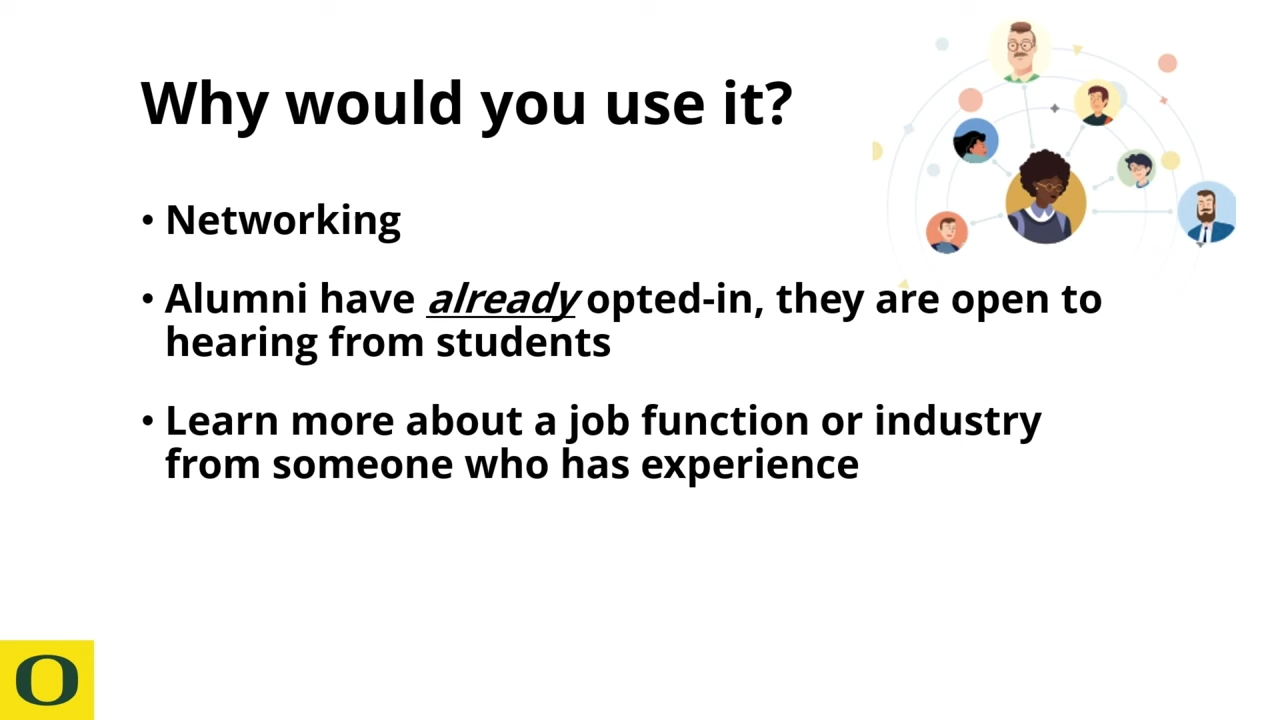 Why would you use it?
• Networking
• Alumni have already opted-in, they are open to
hearing from students
• Learn more about a job function or industry
from someone who has experience
O